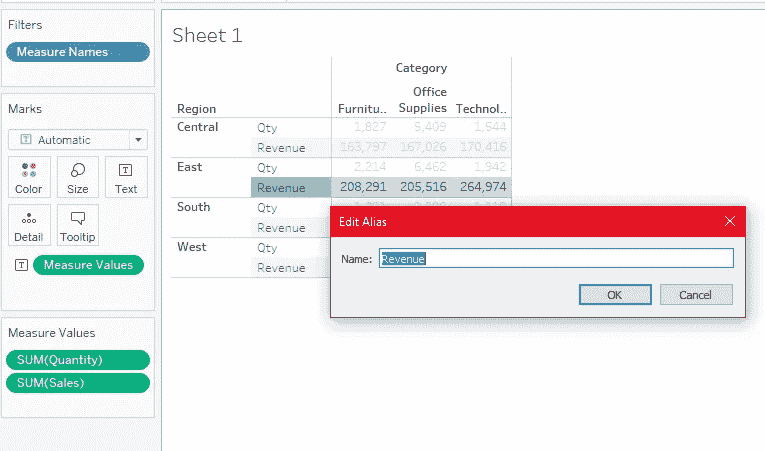 Filters
Measure Names
Marks
Automatic
Color Size Text
Detail Tooltip
Measure Values
Measure Values
SUM(Quantity)
SUM(Sales)
Sheet 1
Category
Region Furnitu.. Office Supplies Technol..
Central Qty 1,827 5,409 1,544
Revenue 163,797 167,026 170,416
East Qty 2,214 6,462 1,942
Revenue 208,291 205,516 264,974
South Qty
Revenue
West Qty
Revenue
Edit Alias
Name: Revenue
OK Cancel